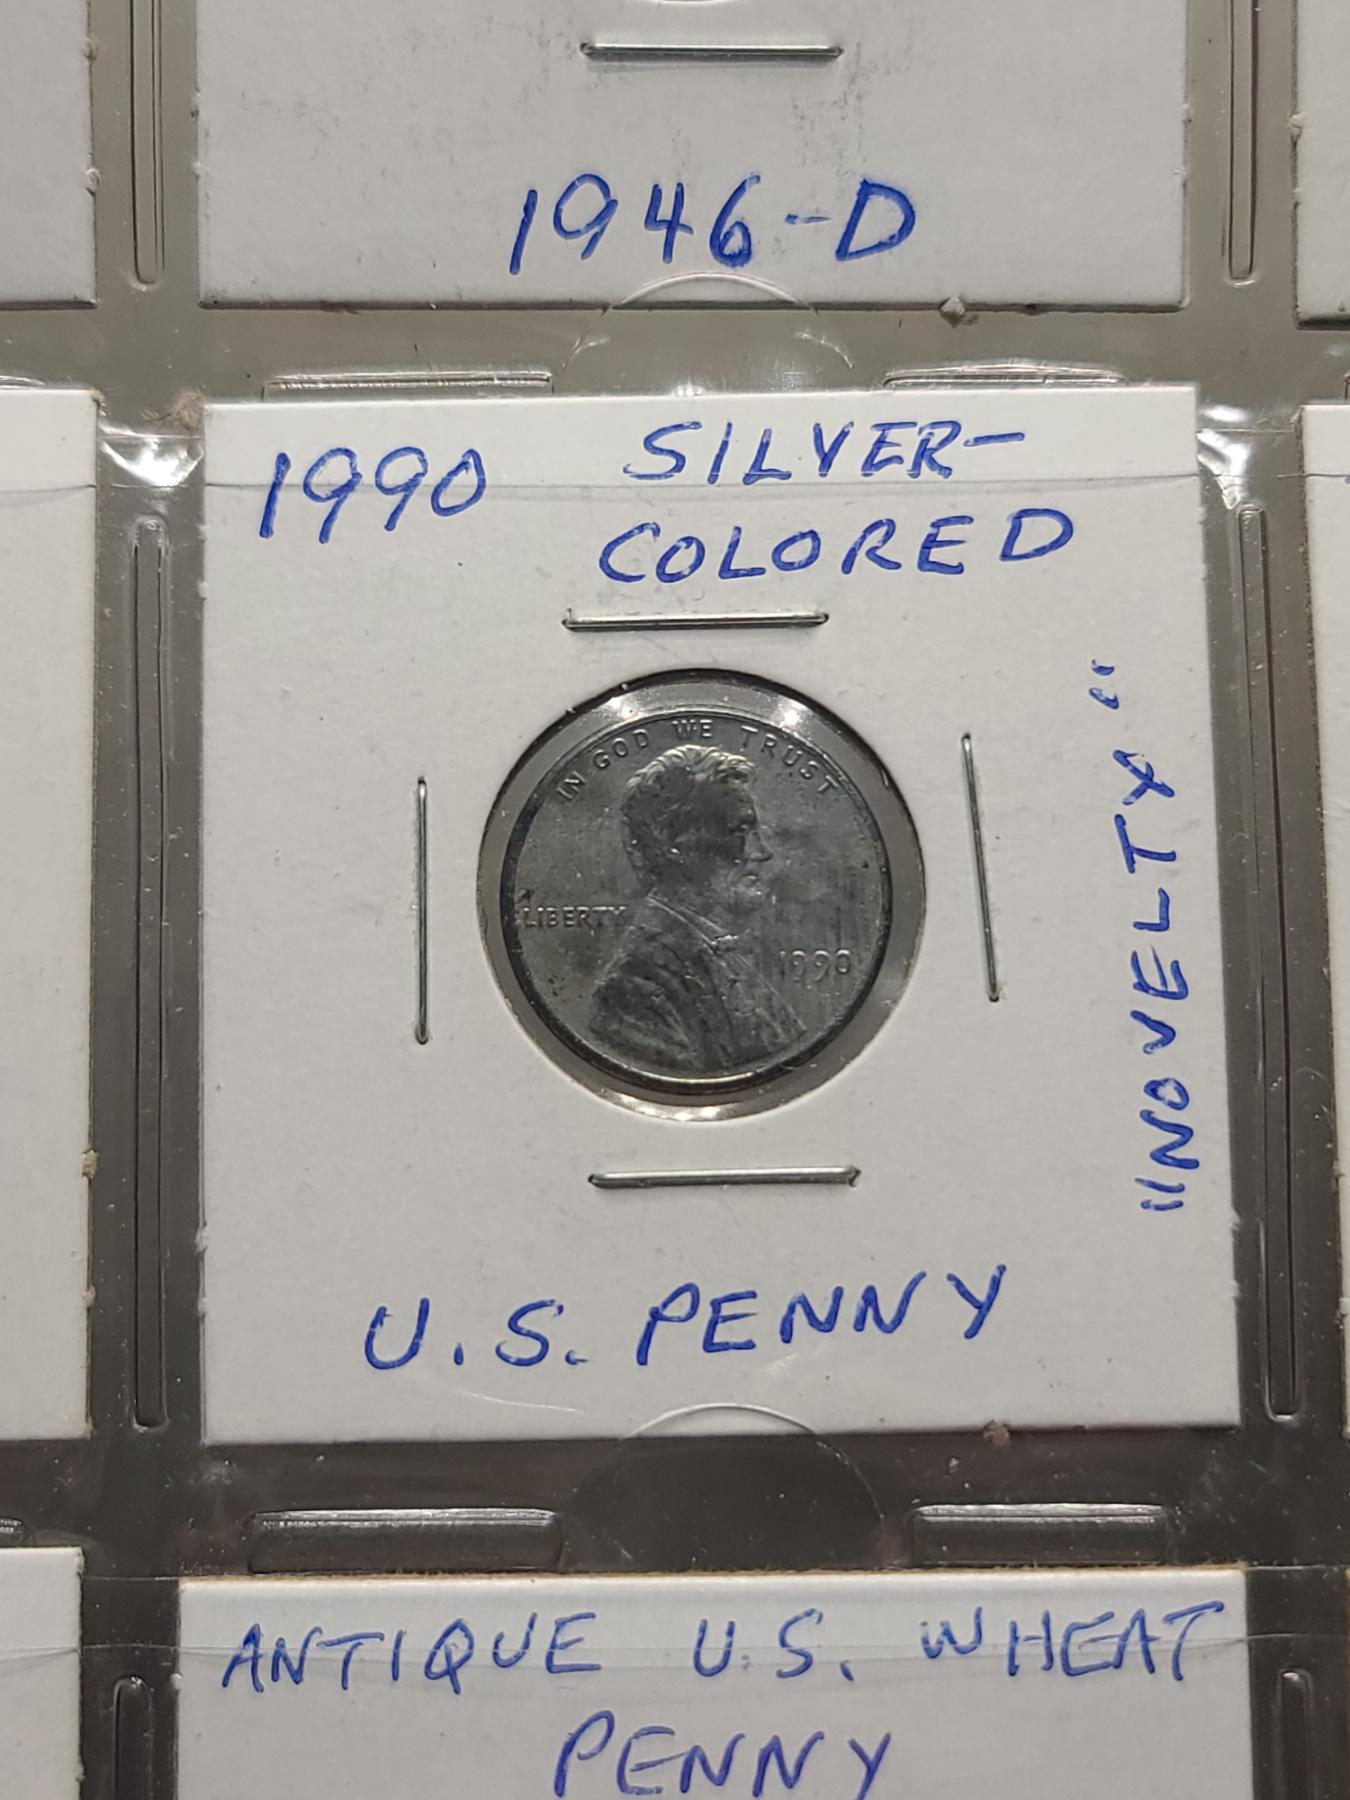 1946-D
1990 SILVER-
COLORED
IN GOD WE TRUST
LIBERTY
1990
"NOVELTY"
U.S. PENNY
ANTIQUE U.S. WHEAT
PENNY